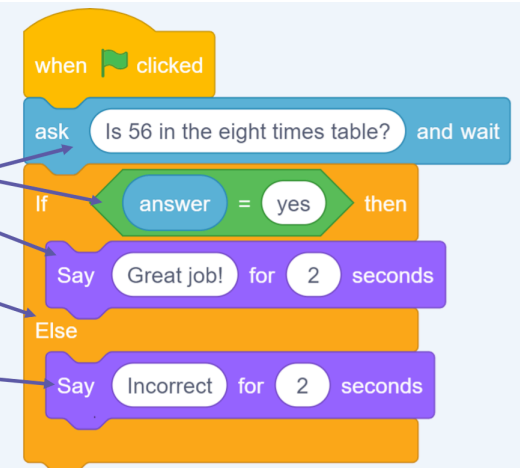 when clicked
ask Is 56 in the eight times table? and wait
If answer = yes then
Say Great job! for 2 seconds
Else
Say Incorrect for 2 seconds